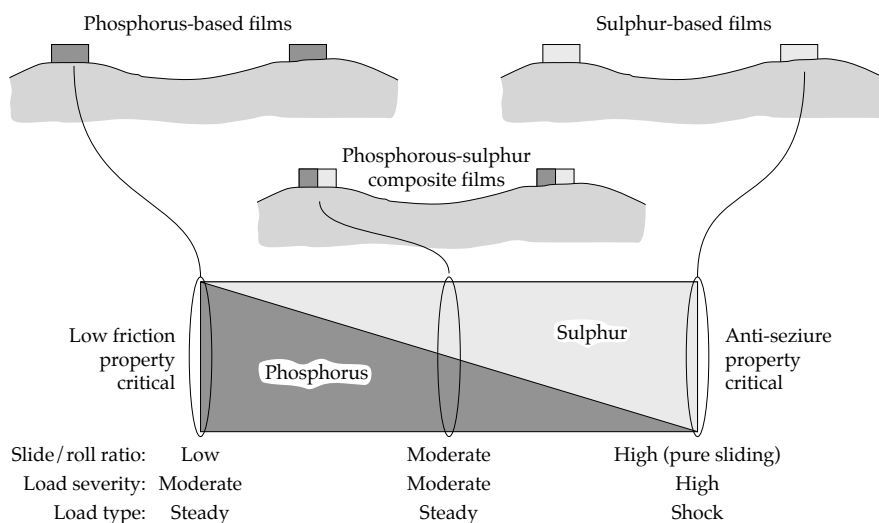 Phosphorus-based films
Sulphur-based films
Phosphorous-sulphur
composite films
Low friction
property
critical
Phosphorus
Sulphur
Anti-seziure
property
critical
Slide/roll ratio: Low Moderate High (pure sliding)
Load severity: Moderate Moderate High
Load type: Steady Steady Shock